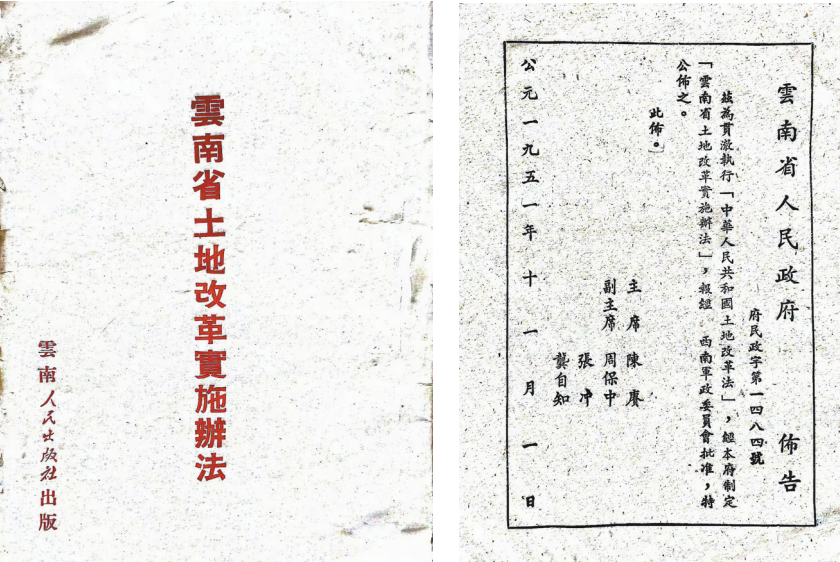 雲南省土地改革實施辦法
雲南人民出版社出版
雲南省人民政府 佈告
府民政字第一四八四號
茲為貫澈執行「中華人民共和國土地改革法」，經本府制定
「雲南省土地改革實施辦法」，報經 西南軍政委員會批准，特
公佈之。
此佈。
主席 陳賡
副主席 周保中
張冲
龔自知
公元一九五一年十一月一日